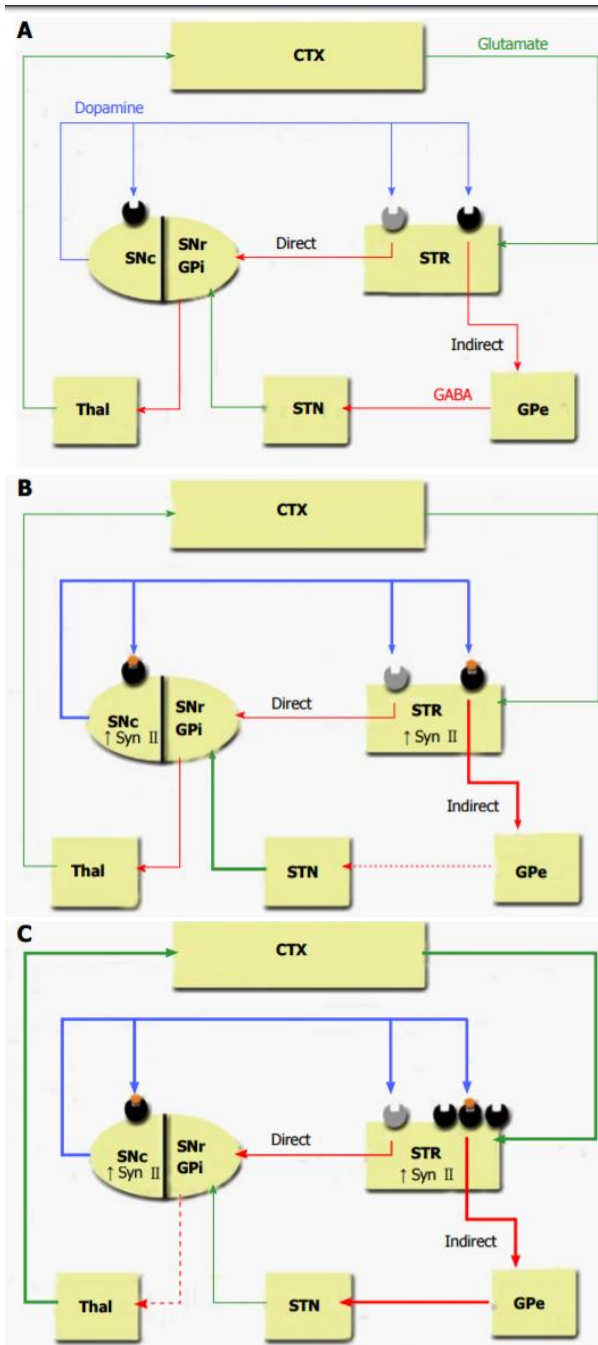 A
CTX
Glutamate
Dopamine
SNc
SNr
GPi
Direct
STR
Indirect
Thal
STN
GABA
GPe
B
CTX
SNc
↑ Syn II
SNr
GPi
Direct
STR
↑ Syn II
Indirect
Thal
STN
GPe
C
CTX
SNc
↑ Syn II
SNr
GPi
Direct
STR
↑ Syn II
Indirect
Thal
STN
GPe